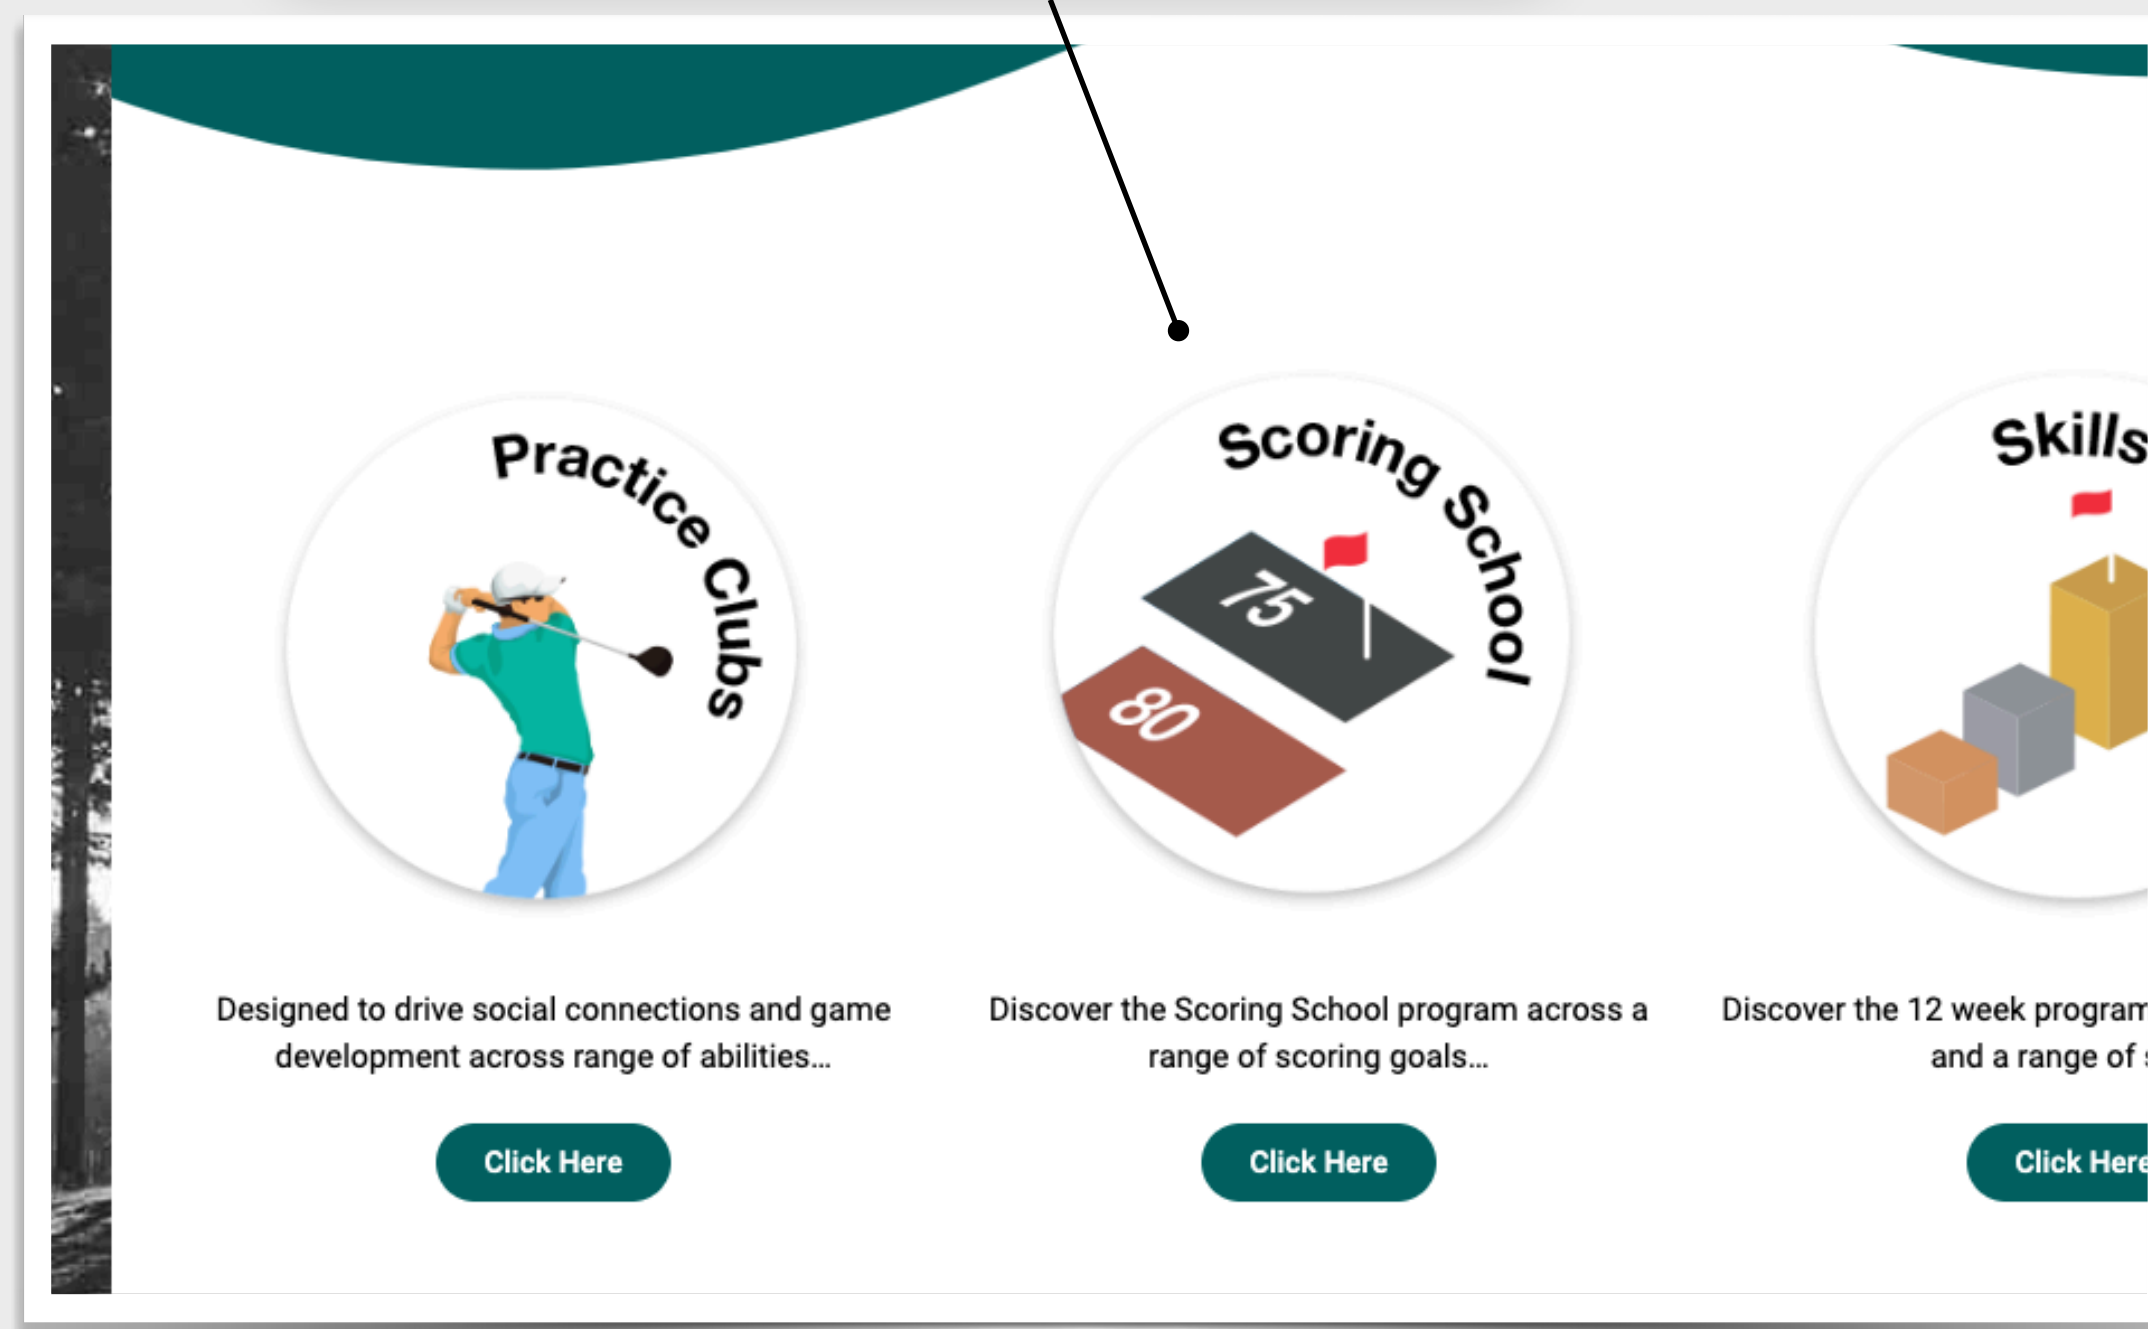 Practice Clubs
Scoring School
Skills
75
80
Designed to drive social connections and game
development across range of abilities...
Click Here
Discover the Scoring School program across a
range of scoring goals...
Click Here
Discover the 12 week program
and a range of
Click Here